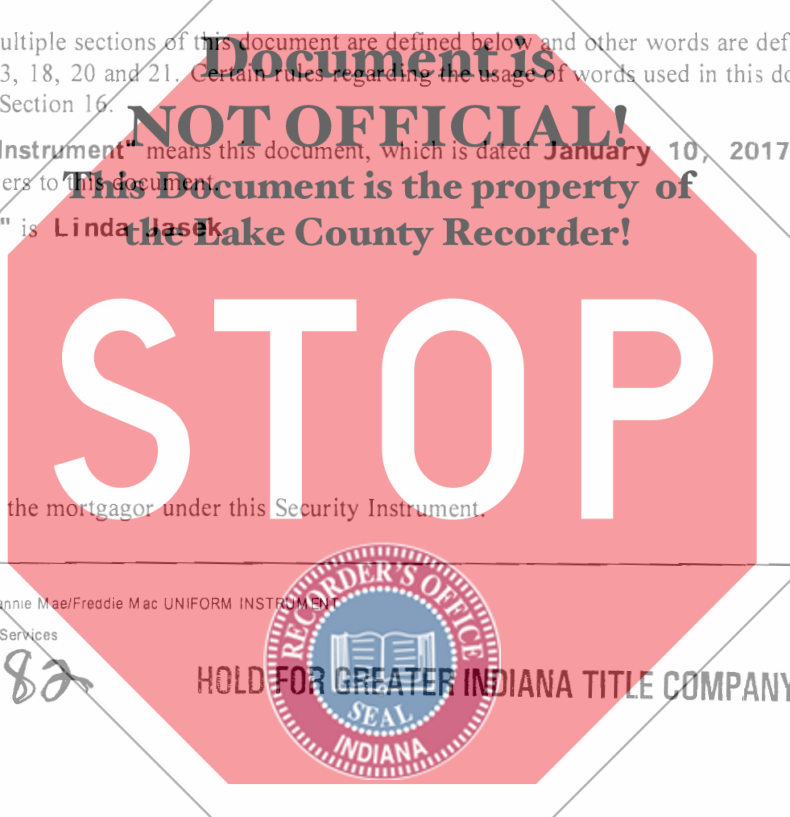 ultiple sections of this document are defined below and other words are def
3, 18, 20 and 21. Certain rules regarding the usage of words used in this do
Section 16.
Instrument" means this document, which is dated January 10, 2017
ers to this document.
" is Linda Jasek
Document is
NOT OFFICIAL!
This Document is the property of
the Lake County Recorder!
STOP
the mortgagor under this Security Instrument.
annie Mae/Freddie Mac UNIFORM INSTRUMENT
Services
82
HOLD FOR GREATER INDIANA TITLE COMPANY
RECORDER'S OFFICE
SEAL
INDIANA